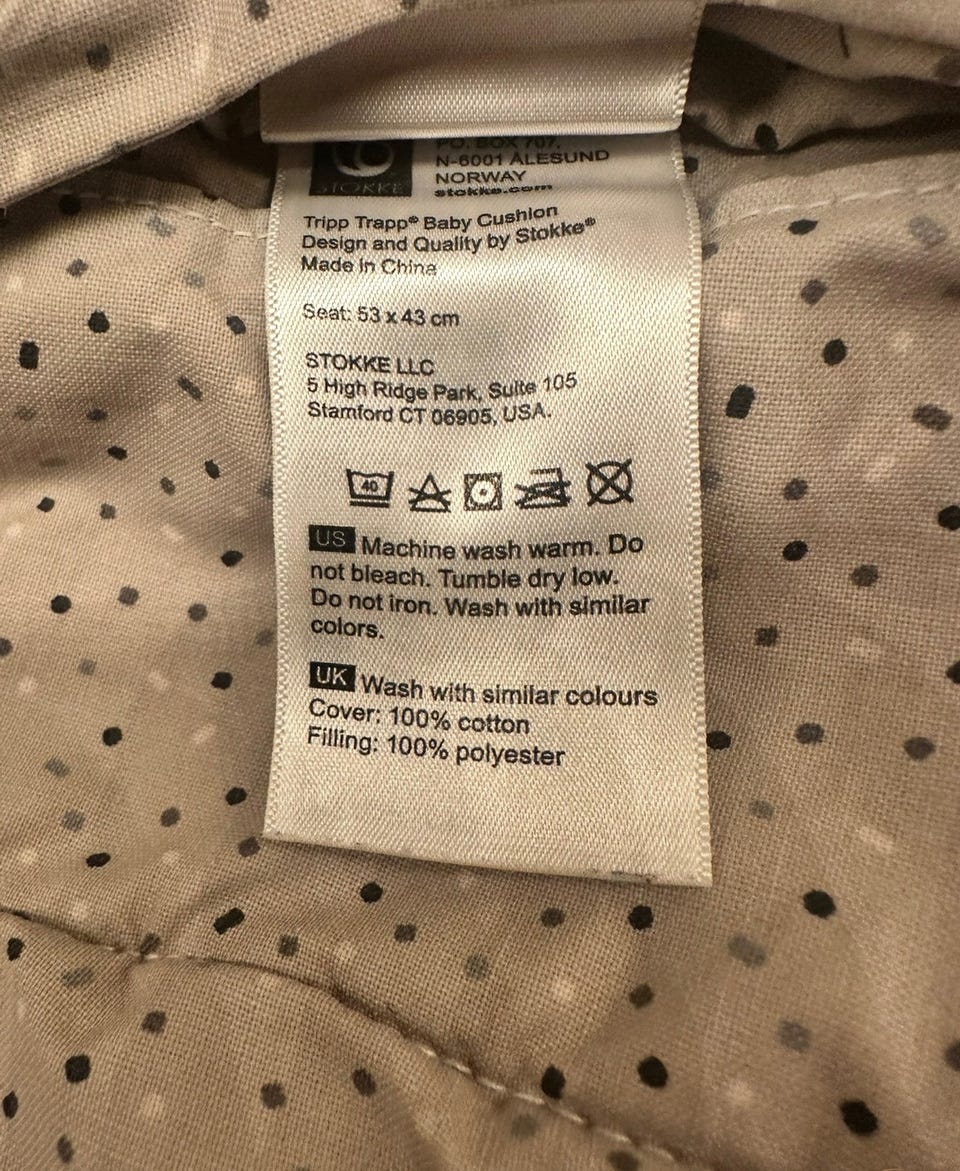 P.O. BOX 707,
N-6001 ÅLESUND
NORWAY
STOKKE
stokke.com
Tripp Trapp® Baby Cushion
Design and Quality by Stokke®
Made in China
Seat: 53 x 43 cm
STOKKE LLC
5 High Ridge Park, Suite 105
Stamford CT 06905, USA.
40
US Machine wash warm. Do
not bleach. Tumble dry low.
Do not iron. Wash with similar
colors.
UK Wash with similar colours
Cover: 100% cotton
Filling: 100% polyester